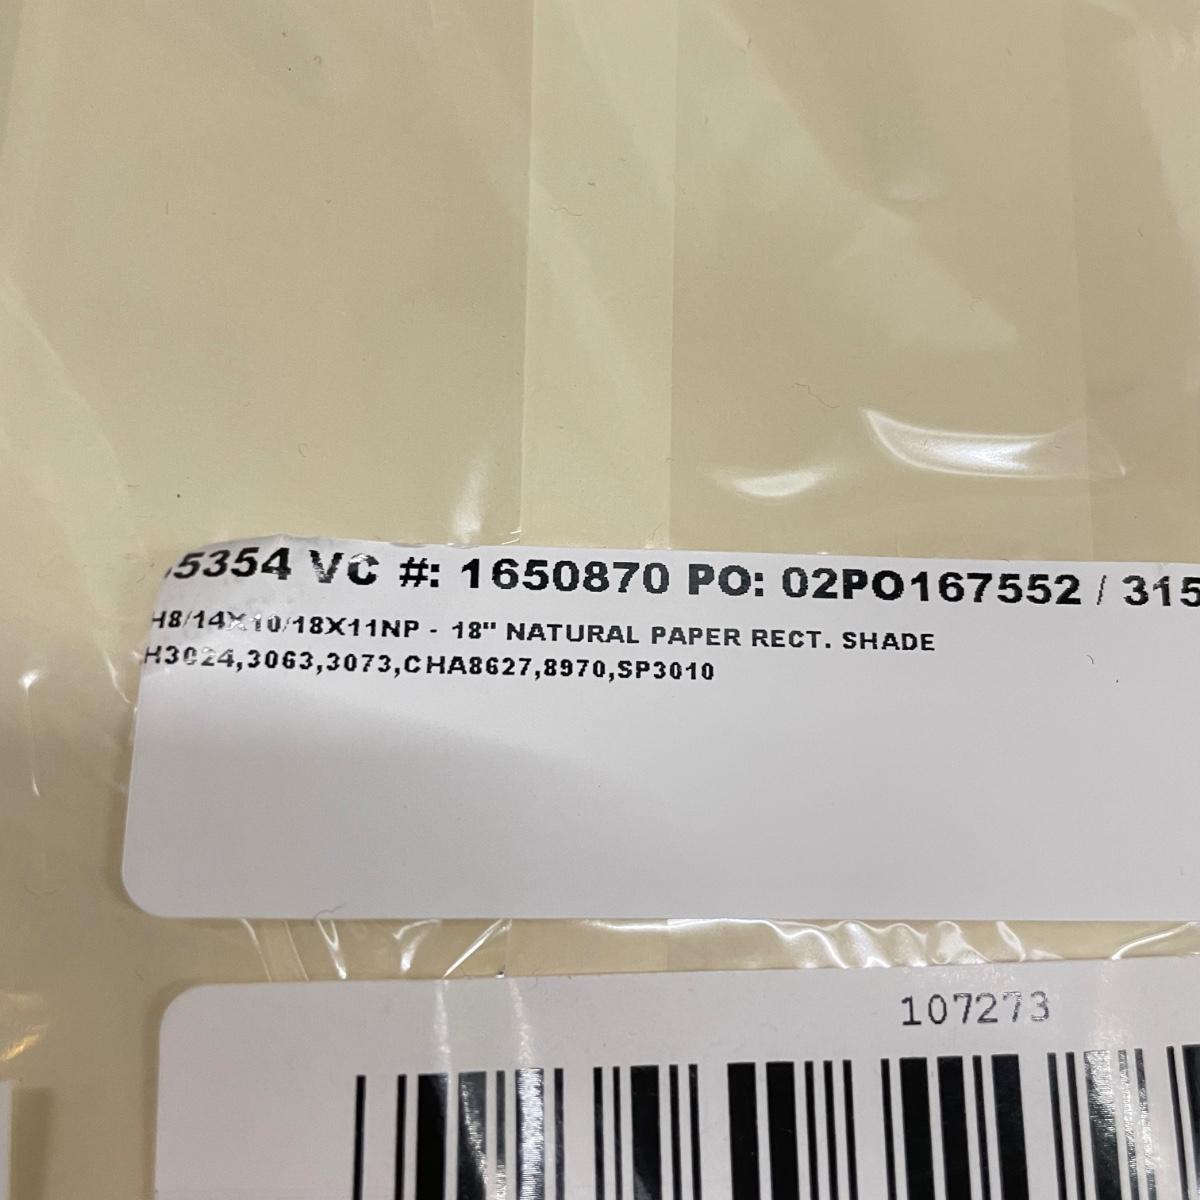 5354 VC #: 1650870 PO: 02PO167552 / 315
H8/14X10/18X11NP - 18" NATURAL PAPER RECT. SHADE
H3024,3063,3073,CHA8627,8970,SP3010
107273